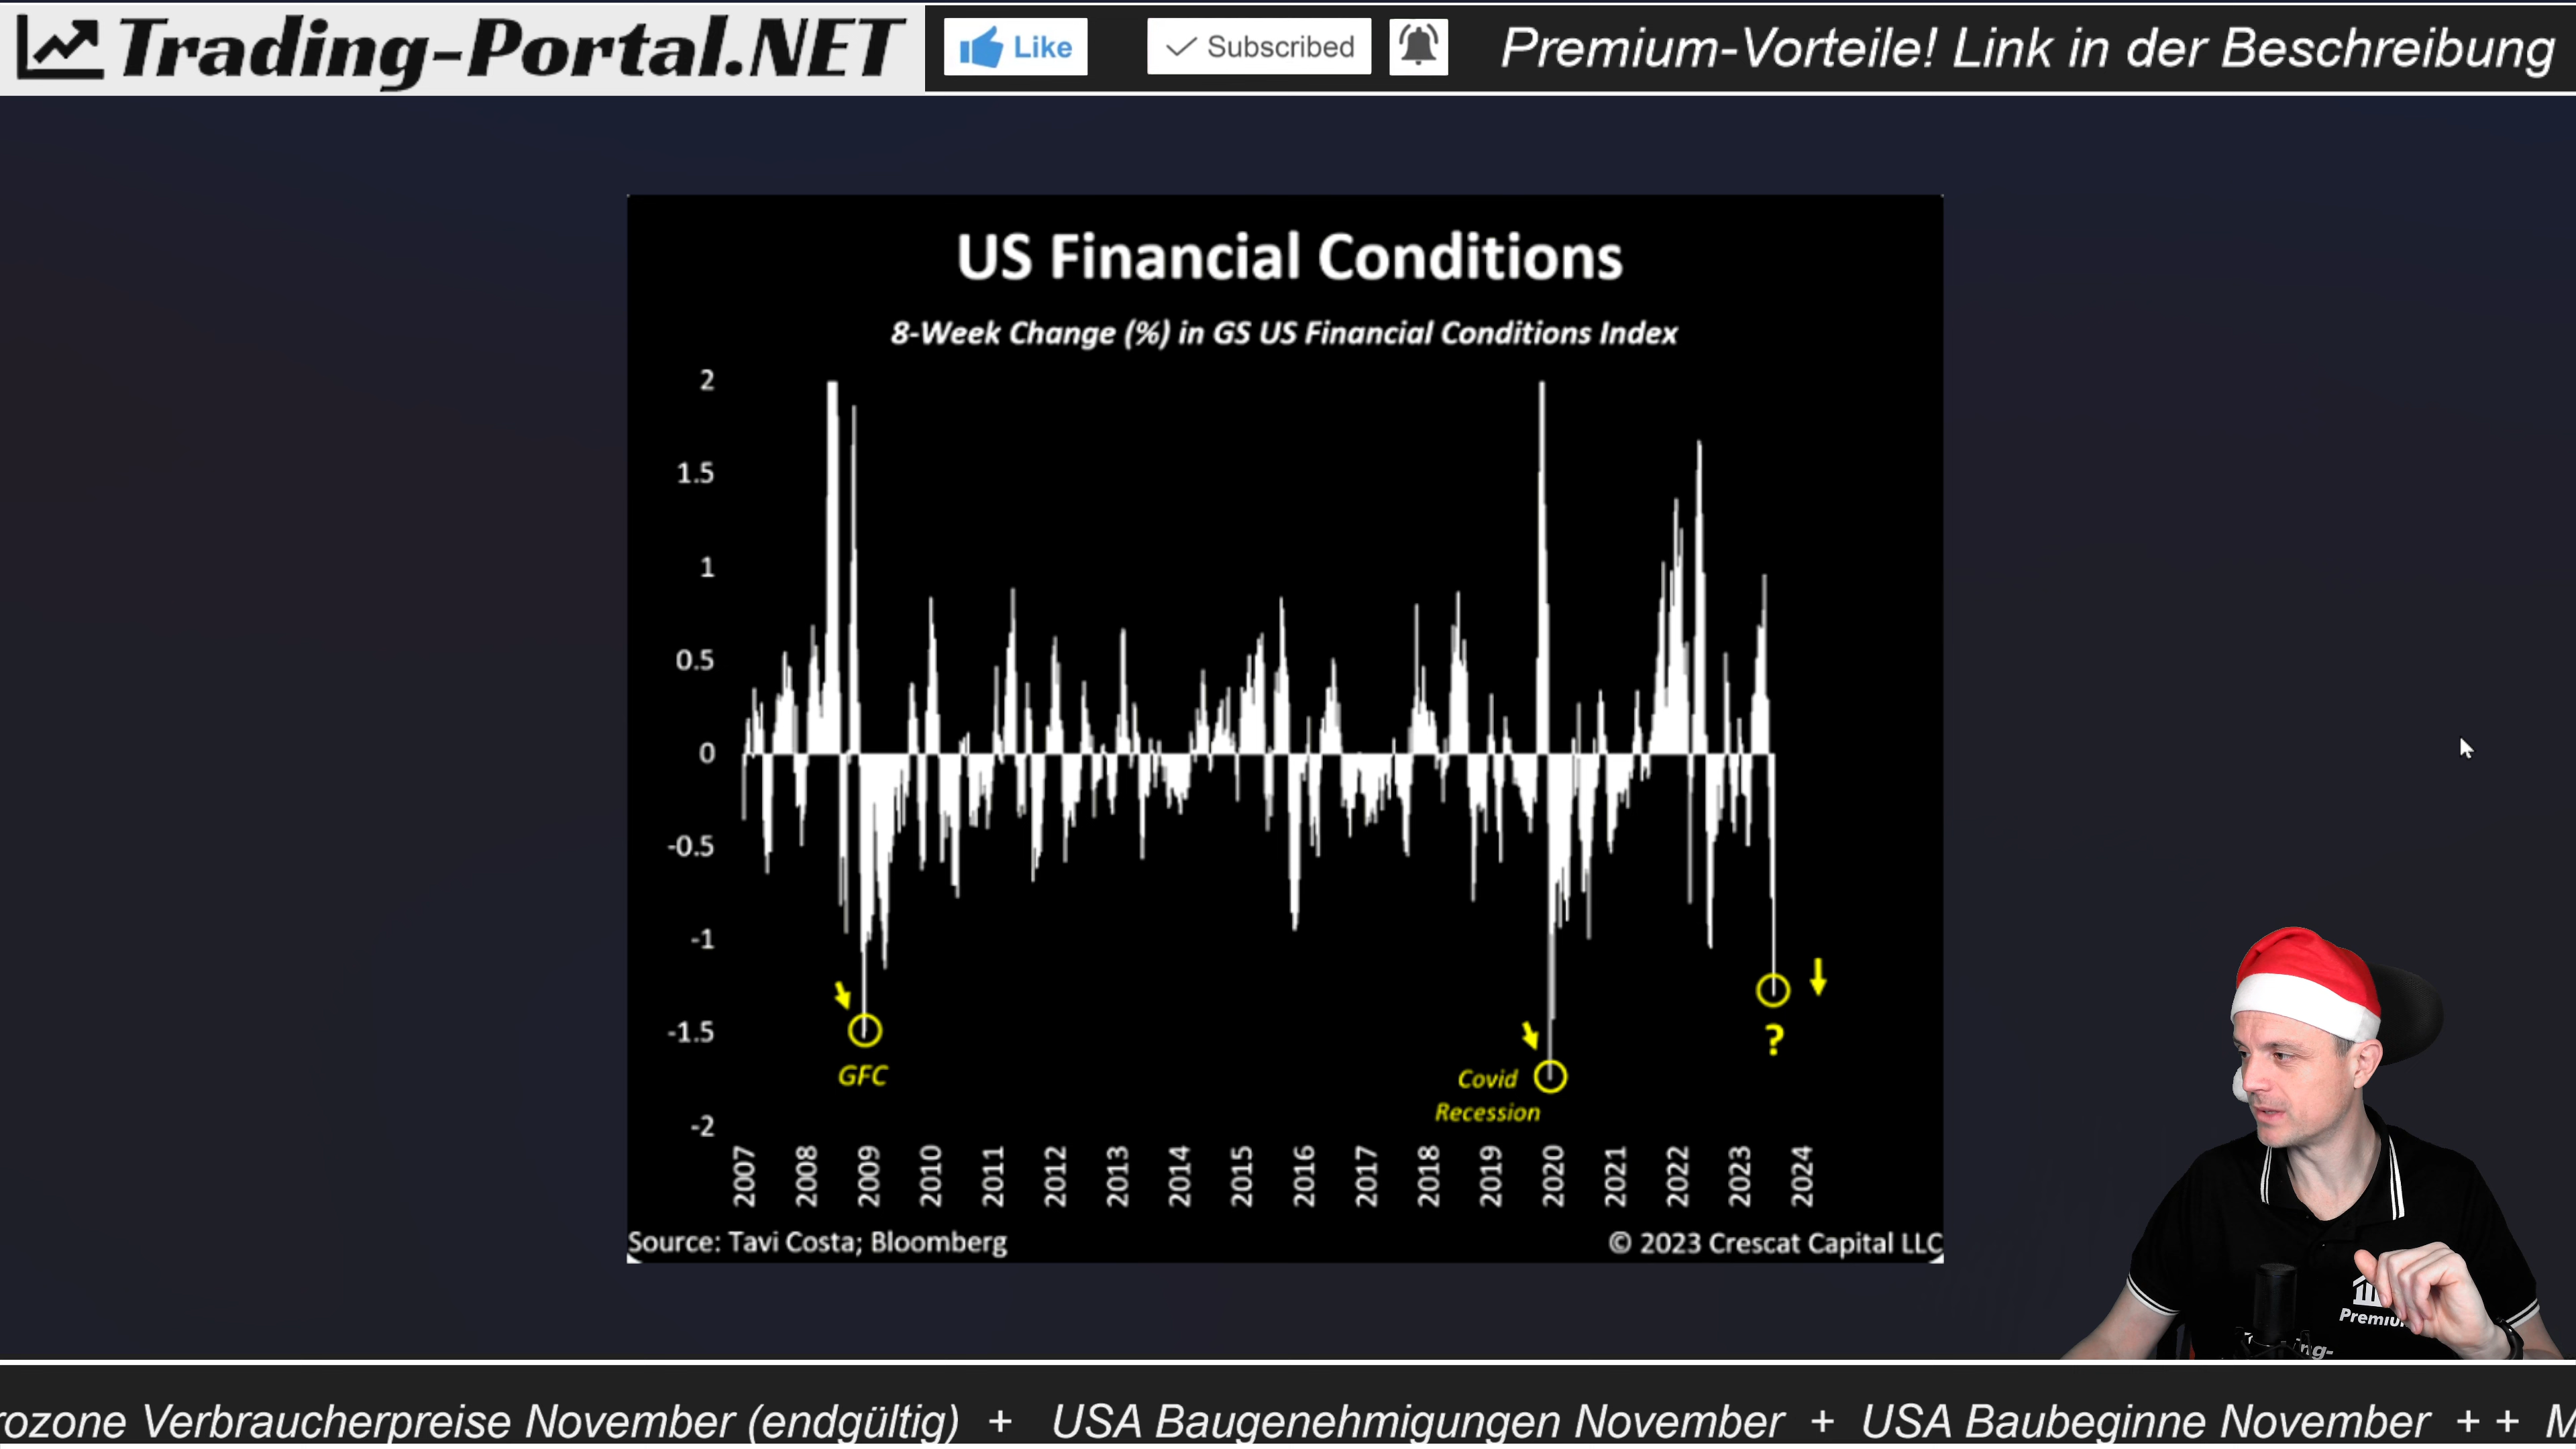 Trading-Portal.NET
Like
Subscribed
Premium-Vorteile! Link in der Beschreibung
US Financial Conditions
8-Week Change (%) in GS US Financial Conditions Index
2
1.5
1
0.5
0
-0.5
-1
-1.5
-2
GFC
Covid
Recession
?
2007 2008 2009 2010 2011 2012 2013 2014 2015 2016 2017 2018 2019 2020 2021 2022 2023 2024
Source: Tavi Costa; Bloomberg
© 2023 Crescat Capital LLC
Verbraucherpreise November (endgültig) + USA Baugenehmigungen November + USA Baubeginne November + +